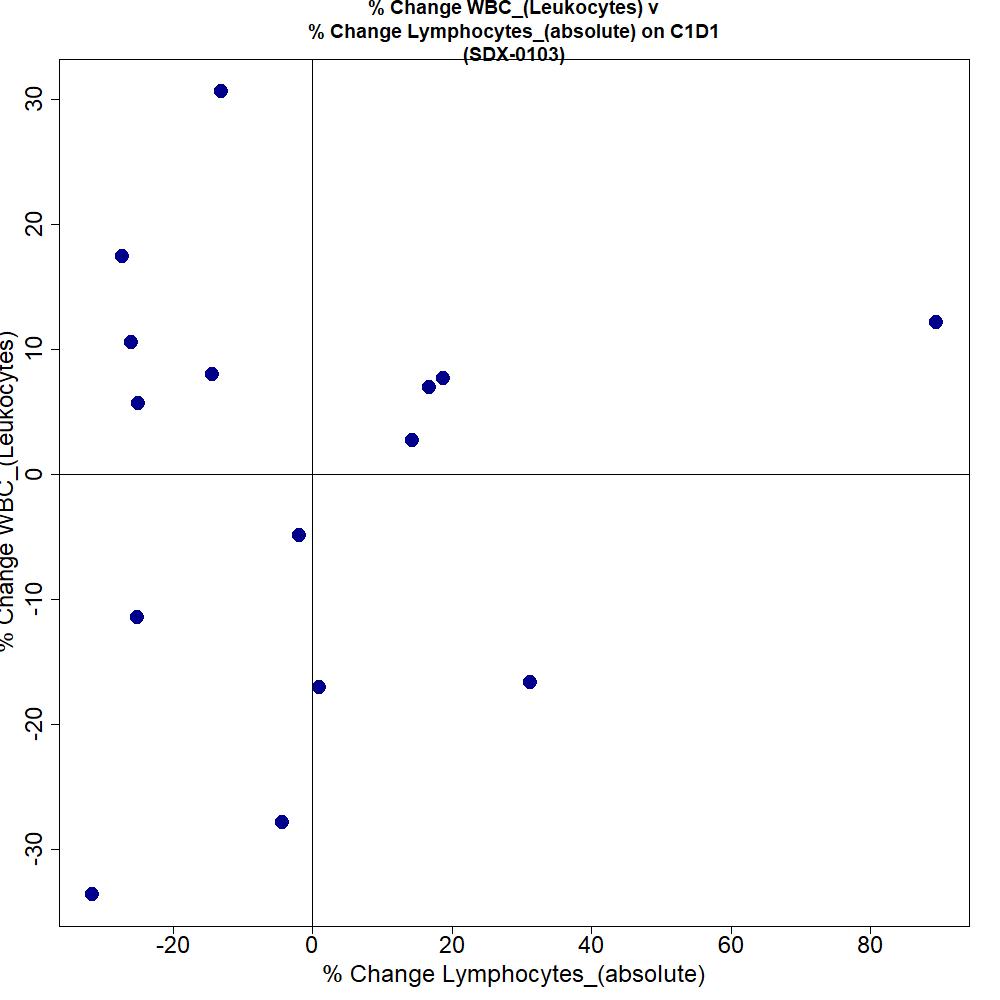 % Change WBC_(Leukocytes) v
% Change Lymphocytes_(absolute) on C1D1
(SDX-0103)
% Change WBC_(Leukocytes)
30
20
10
0
-10
-20
-30
-20 0 20 40 60 80
% Change Lymphocytes_(absolute)